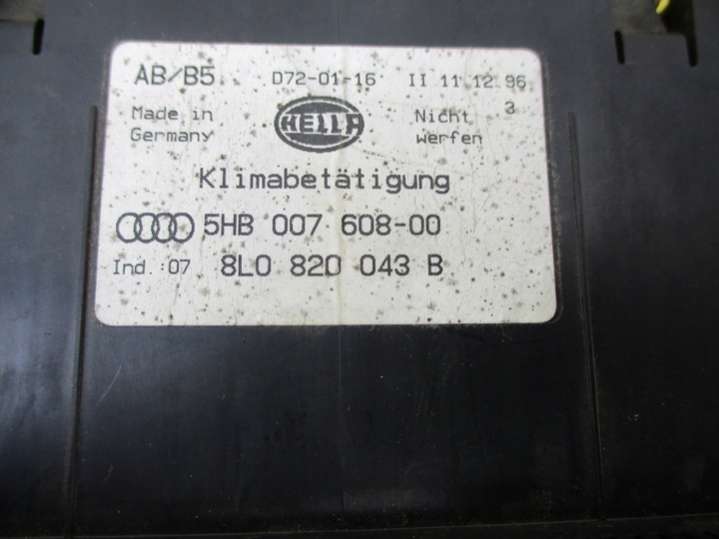 AB/B5 D72-01-16 II 11 12 96
Made in Germany HELLA Nicht werfen 3
Klimabetätigung
5HB 007 608-00
Ind.:07 8L0 820 043 B